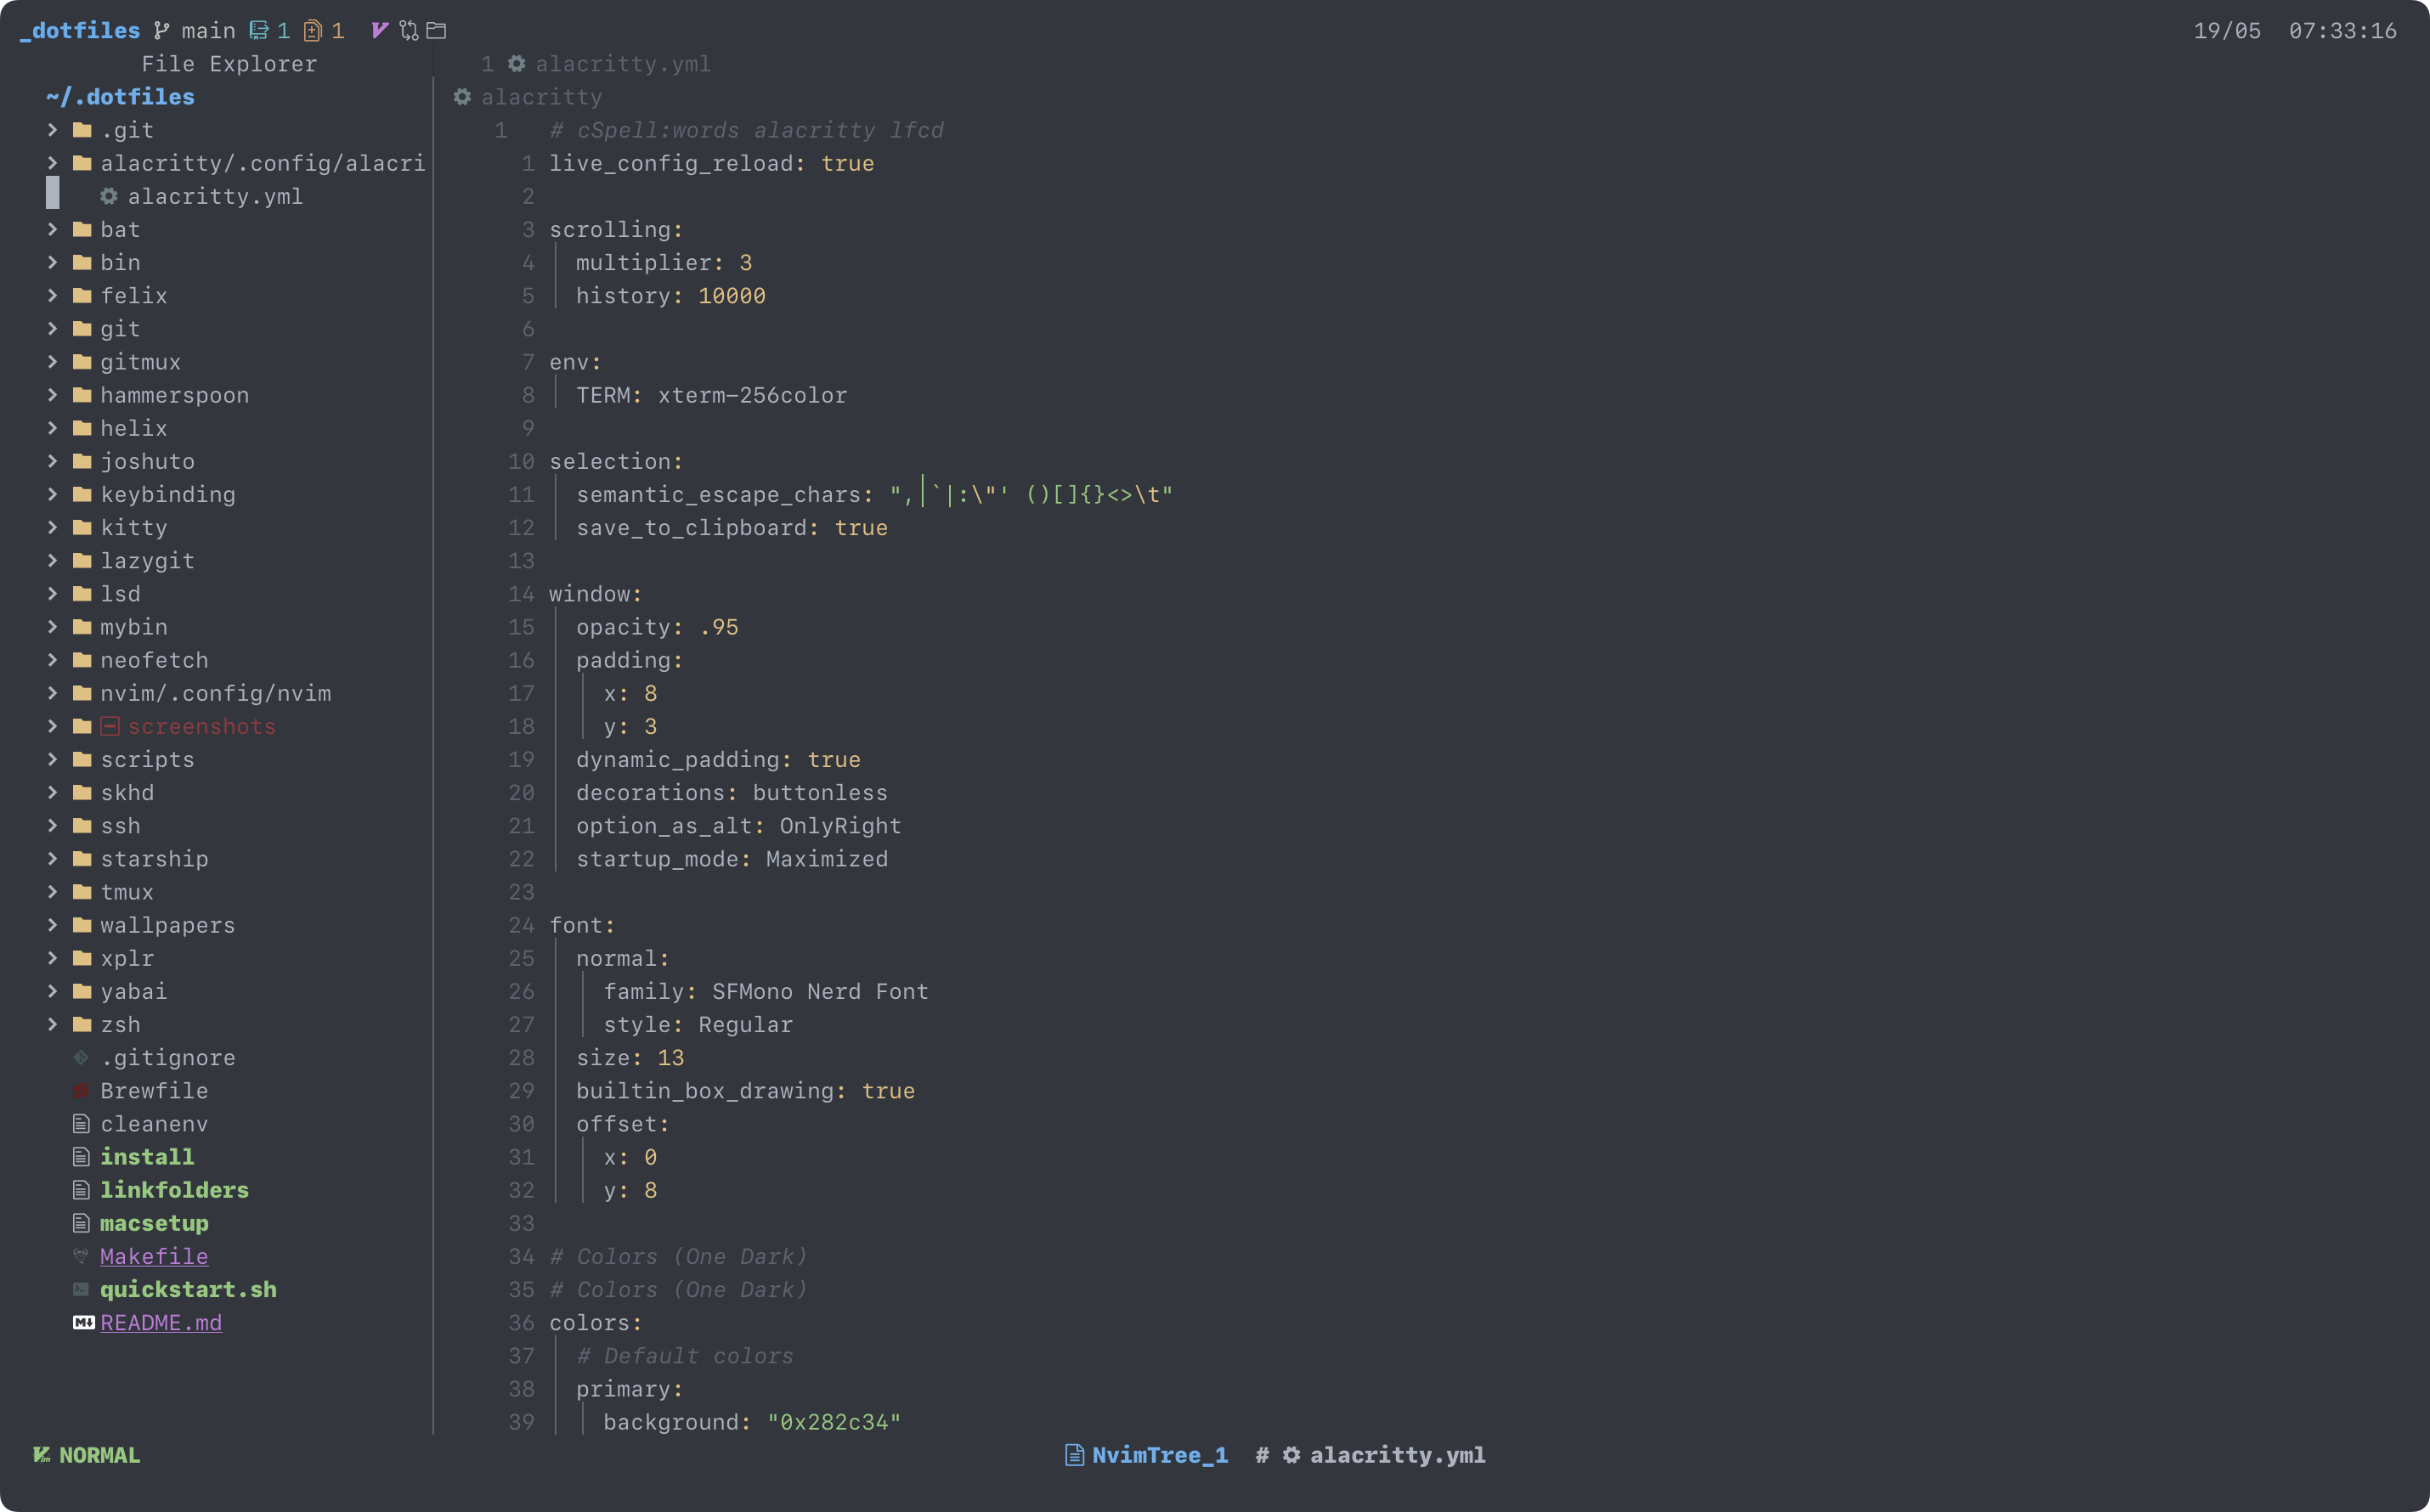 _dotfiles main 1 1 19/05 07:33:16
File Explorer
~/.dotfiles
.git
alacritty/.config/alacri
alacritty.yml
bat
bin
felix
git
gitmux
hammerspoon
helix
joshuto
keybinding
kitty
lazygit
lsd
mybin
neofetch
nvim/.config/nvim
screenshots
scripts
skhd
ssh
starship
tmux
wallpapers
xplr
yabai
zsh
.gitignore
Brewfile
cleanenv
install
linkfolders
macsetup
Makefile
quickstart.sh
README.md
1 alacritty.yml
alacritty
1 # cSpell:words alacritty lfcd
1 live_config_reload: true
2
3 scrolling:
4 multiplier: 3
5 history: 10000
6
7 env:
8 TERM: xterm-256color
9
10 selection:
11 semantic_escape_chars: ",│`|:\"' ()[]{}<>\t"
12 save_to_clipboard: true
13
14 window:
15 opacity: .95
16 padding:
17 x: 8
18 y: 3
19 dynamic_padding: true
20 decorations: buttonless
21 option_as_alt: OnlyRight
22 startup_mode: Maximized
23
24 font:
25 normal:
26 family: SFMono Nerd Font
27 style: Regular
28 size: 13
29 builtin_box_drawing: true
30 offset:
31 x: 0
32 y: 8
33
34 # Colors (One Dark)
35 # Colors (One Dark)
36 colors:
37 # Default colors
38 primary:
39 background: "0x282c34"
NORMAL NvimTree_1 # alacritty.yml